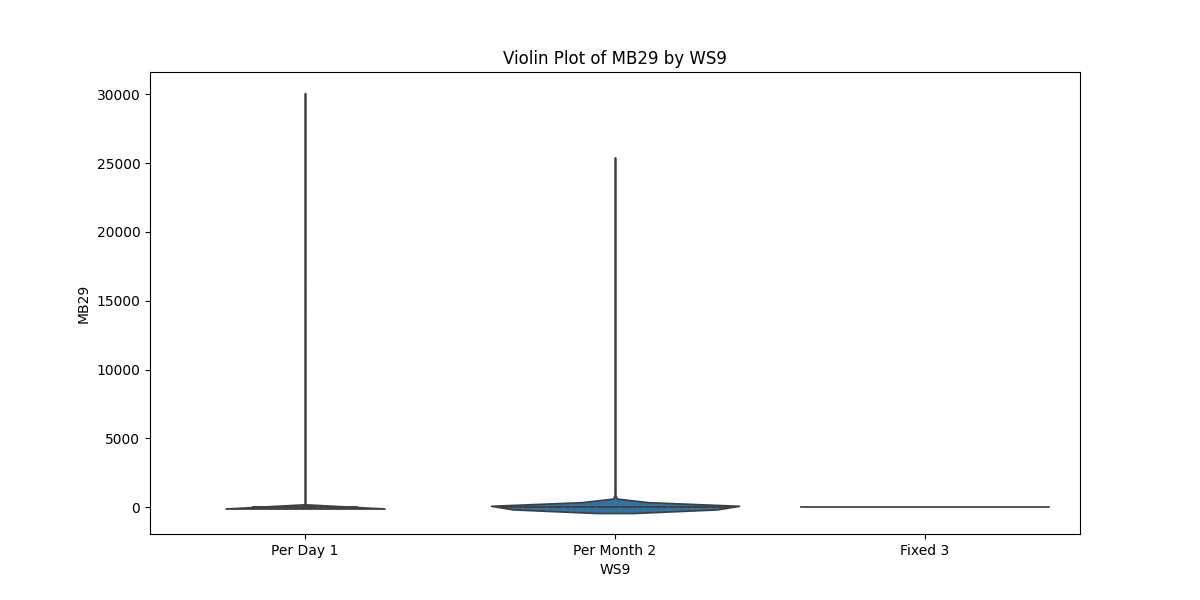 Violin Plot of MB29 by WS9
30000
25000
20000
15000
10000
5000
0
MB29
Per Day 1
Per Month 2
Fixed 3
WS9